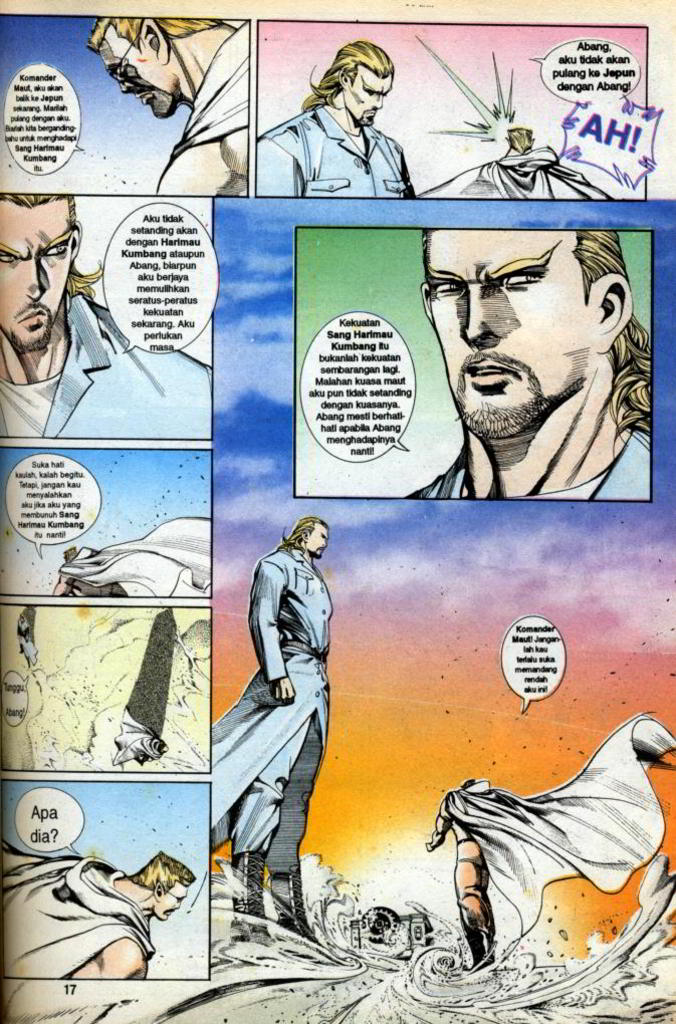 Komander
Maut, aku akan
balik ke Jepun
sekarang. Marilah
pulang dengan aku.
Biarlah kita berganding-
bahu untuk menghadapi
Sang Harimau
Kumbang
itu.
Abang,
aku tidak akan
pulang ke Jepun
dengan Abang!
AH!
Aku tidak
setanding akan
dengan Harimau
Kumbang ataupun
Abang, biarpun
aku berjaya
memulihkan
seratus-peratus
kekuatan
sekarang. Aku
perlukan
masa.
Kekuatan
Sang Harimau
Kumbang itu
bukanlah kekuatan
sembarangan lagi.
Malahan kuasa maut
aku pun tidak setanding
dengan kuasanya.
Abang mesti berhati-
hati apabila Abang
menghadapinya
nanti!
Suka hati
kaulah, kalah begitu.
Tetapi, jangan kau
menyalahkan
aku jika aku yang
membunuh Sang
Harimau Kumbang
itu nanti!
Tunggu,
Abang!
Apa
dia?
Komander
Maut! Jangan-
lah kau
terlalu suka
memandang
rendah
aku ini!
17